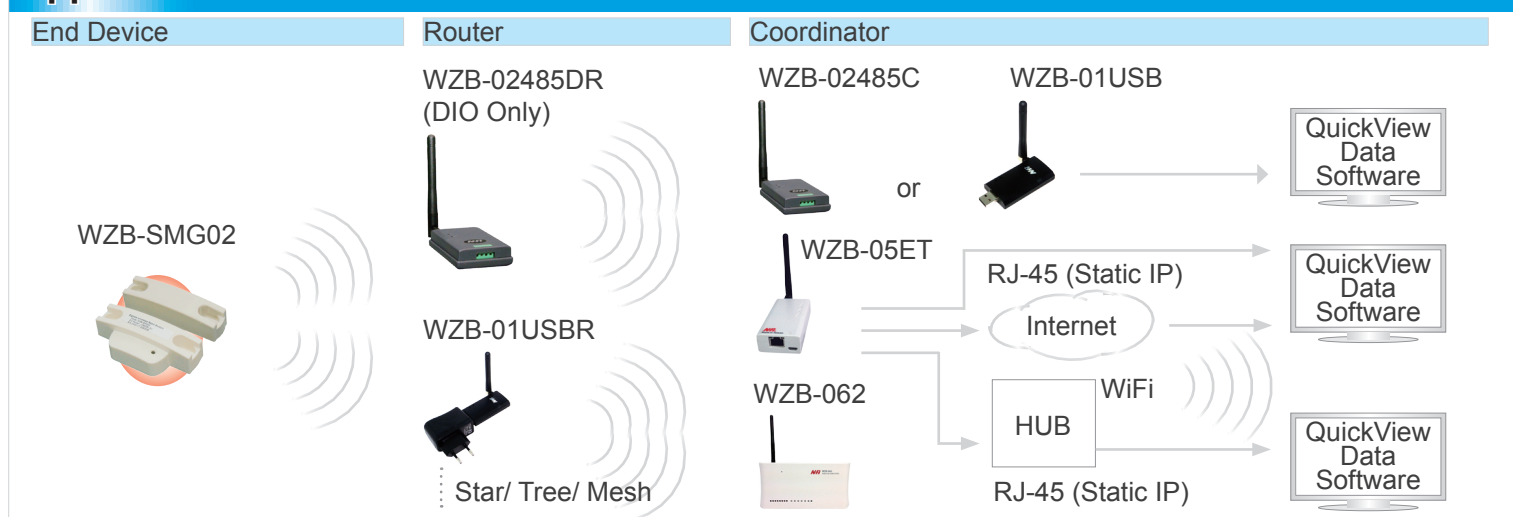 End Device
Router
Coordinator
WZB-SMG02
WZB-02485DR
(DIO Only)
WZB-01USBR
Star/ Tree/ Mesh
WZB-02485C
or
WZB-01USB
QuickView
Data
Software
WZB-05ET
RJ-45 (Static IP)
Internet
QuickView
Data
Software
WZB-062
HUB
WiFi
RJ-45 (Static IP)
QuickView
Data
Software